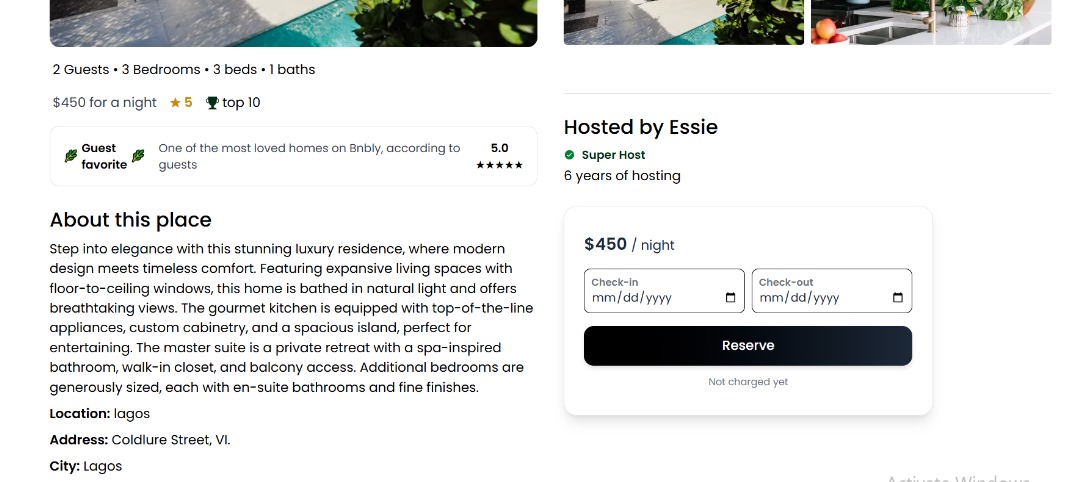 2 Guests • 3 Bedrooms • 3 beds • 1 baths
$450 for a night ★ 5 top 10
Guest
favorite
One of the most loved homes on Bnbly, according to
guests
5.0
★★★★★
About this place
Step into elegance with this stunning luxury residence, where modern
design meets timeless comfort. Featuring expansive living spaces with
floor-to-ceiling windows, this home is bathed in natural light and offers
breathtaking views. The gourmet kitchen is equipped with top-of-the-line
appliances, custom cabinetry, and a spacious island, perfect for
entertaining. The master suite is a private retreat with a spa-inspired
bathroom, walk-in closet, and balcony access. Additional bedrooms are
generously sized, each with en-suite bathrooms and fine finishes.
Location: lagos
Address: Coldlure Street, VI.
City: Lagos
Hosted by Essie
Super Host
6 years of hosting
$450 / night
Check-in
mm/dd/yyyy
Check-out
mm/dd/yyyy
Reserve
Not charged yet
Activate Windows